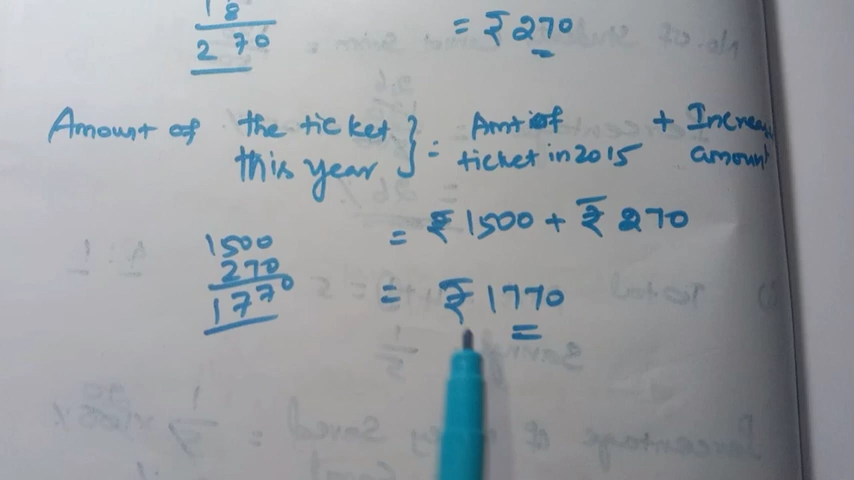 18
270 = ₹270
Amount of the ticket this year } = Amt of ticket in 2015 + Increa amount
1500 = ₹1500 + ₹270
270
1770 = ₹1770